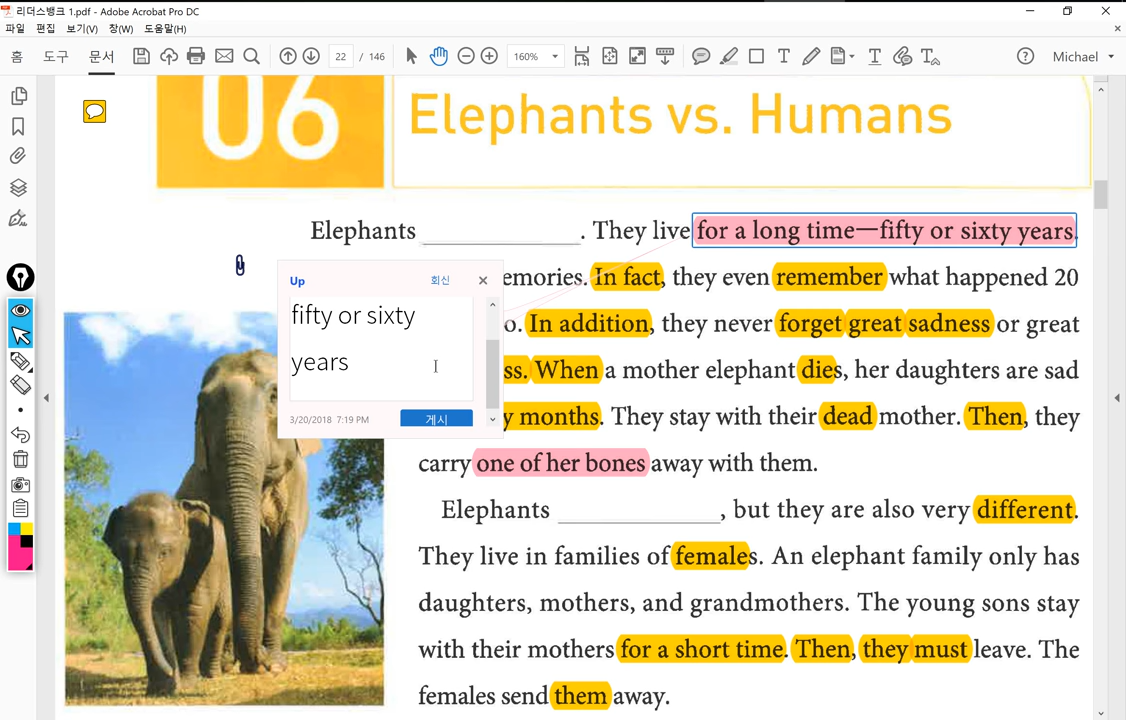 리더스뱅크 1.pdf - Adobe Acrobat Pro DC
파일 편집 보기(V) 창(W) 도움말(H)
홈 도구 문서 22 / 146 160% Michael
06
Elephants vs. Humans
Elephants ____________. They live for a long time—fifty or sixty years.
emories. In fact, they even remember what happened 20
o. In addition, they never forget great sadness or great
ss. When a mother elephant dies, her daughters are sad
y months. They stay with their dead mother. Then, they
carry one of her bones away with them.
Elephants ____________, but they are also very different.
They live in families of females. An elephant family only has
daughters, mothers, and grandmothers. The young sons stay
with their mothers for a short time. Then, they must leave. The
females send them away.
Up 회신
fifty or sixty
years
3/20/2018 7:19 PM 게시